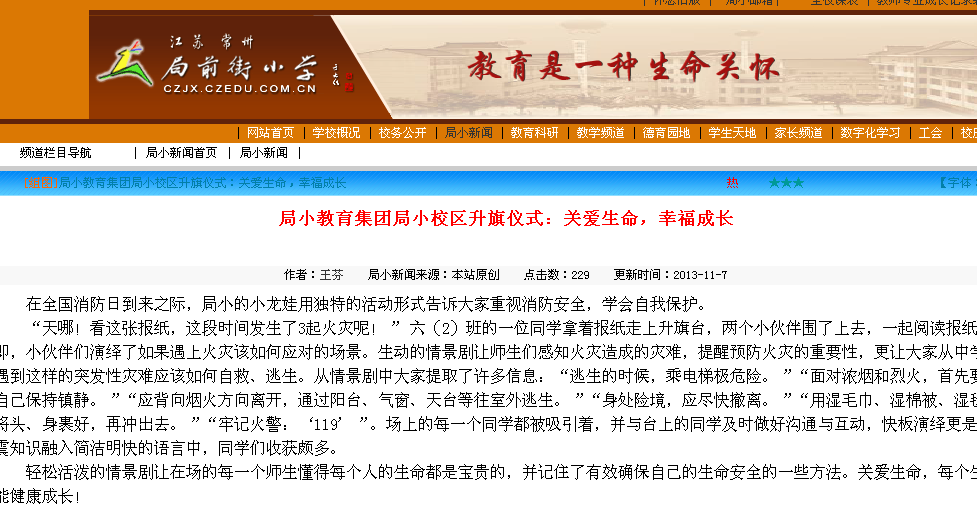 江苏常州
局前街小学
CZJX.CZEDU.COM.CN
教育是一种生命关怀
| 网站首页 | 学校概况 | 校务公开 | 局小新闻 | 教育科研 | 教学频道 | 德育园地 | 学生天地 | 家长频道 | 数字化学习 | 工会 |
频道栏目导航 | 局小新闻首页 | 局小新闻 |
局小教育集团局小校区升旗仪式：关爱生命，幸福成长 热 ★★★ 【字体
局小教育集团局小校区升旗仪式：关爱生命，幸福成长
作者：王芬 局小新闻来源：本站原创 点击数：229 更新时间：2013-11-7
在全国消防日到来之际，局小的小龙娃用独特的活动形式告诉大家重视消防安全，学会自我保护。
“天哪！看这张报纸，这段时间发生了3起火灾呢！ ” 六（2）班的一位同学拿着报纸走上升旗台，两个小伙伴围了上去，一起阅读报纸
即，小伙伴们演绎了如果遇上火灾该如何应对的场景。生动的情景剧让师生们感知火灾造成的灾难，提醒预防火灾的重要性，更让大家从中学
遇到这样的突发性灾难应该如何自救、逃生。从情景剧中大家提取了许多信息：“逃生的时候，乘电梯极危险。 ”“面对浓烟和烈火，首先要
自己保持镇静。 ”“应背向烟火方向离开，通过阳台、气窗、天台等往室外逃生。 ”“身处险境，应尽快撤离。 ”“用湿毛巾、湿棉被、湿毯
将头、身裹好，再冲出去。 ”“牢记火警：‘119’ ”。场上的每一个同学都被吸引着，并与台上的同学及时做好沟通与互动，快板演绎更是
震知识融入简洁明快的语言中，同学们收获颇多。
轻松活泼的情景剧让在场的每一个师生懂得每个人的生命都是宝贵的，并记住了有效确保自己的生命安全的一些方法。关爱生命，每个生
能健康成长！